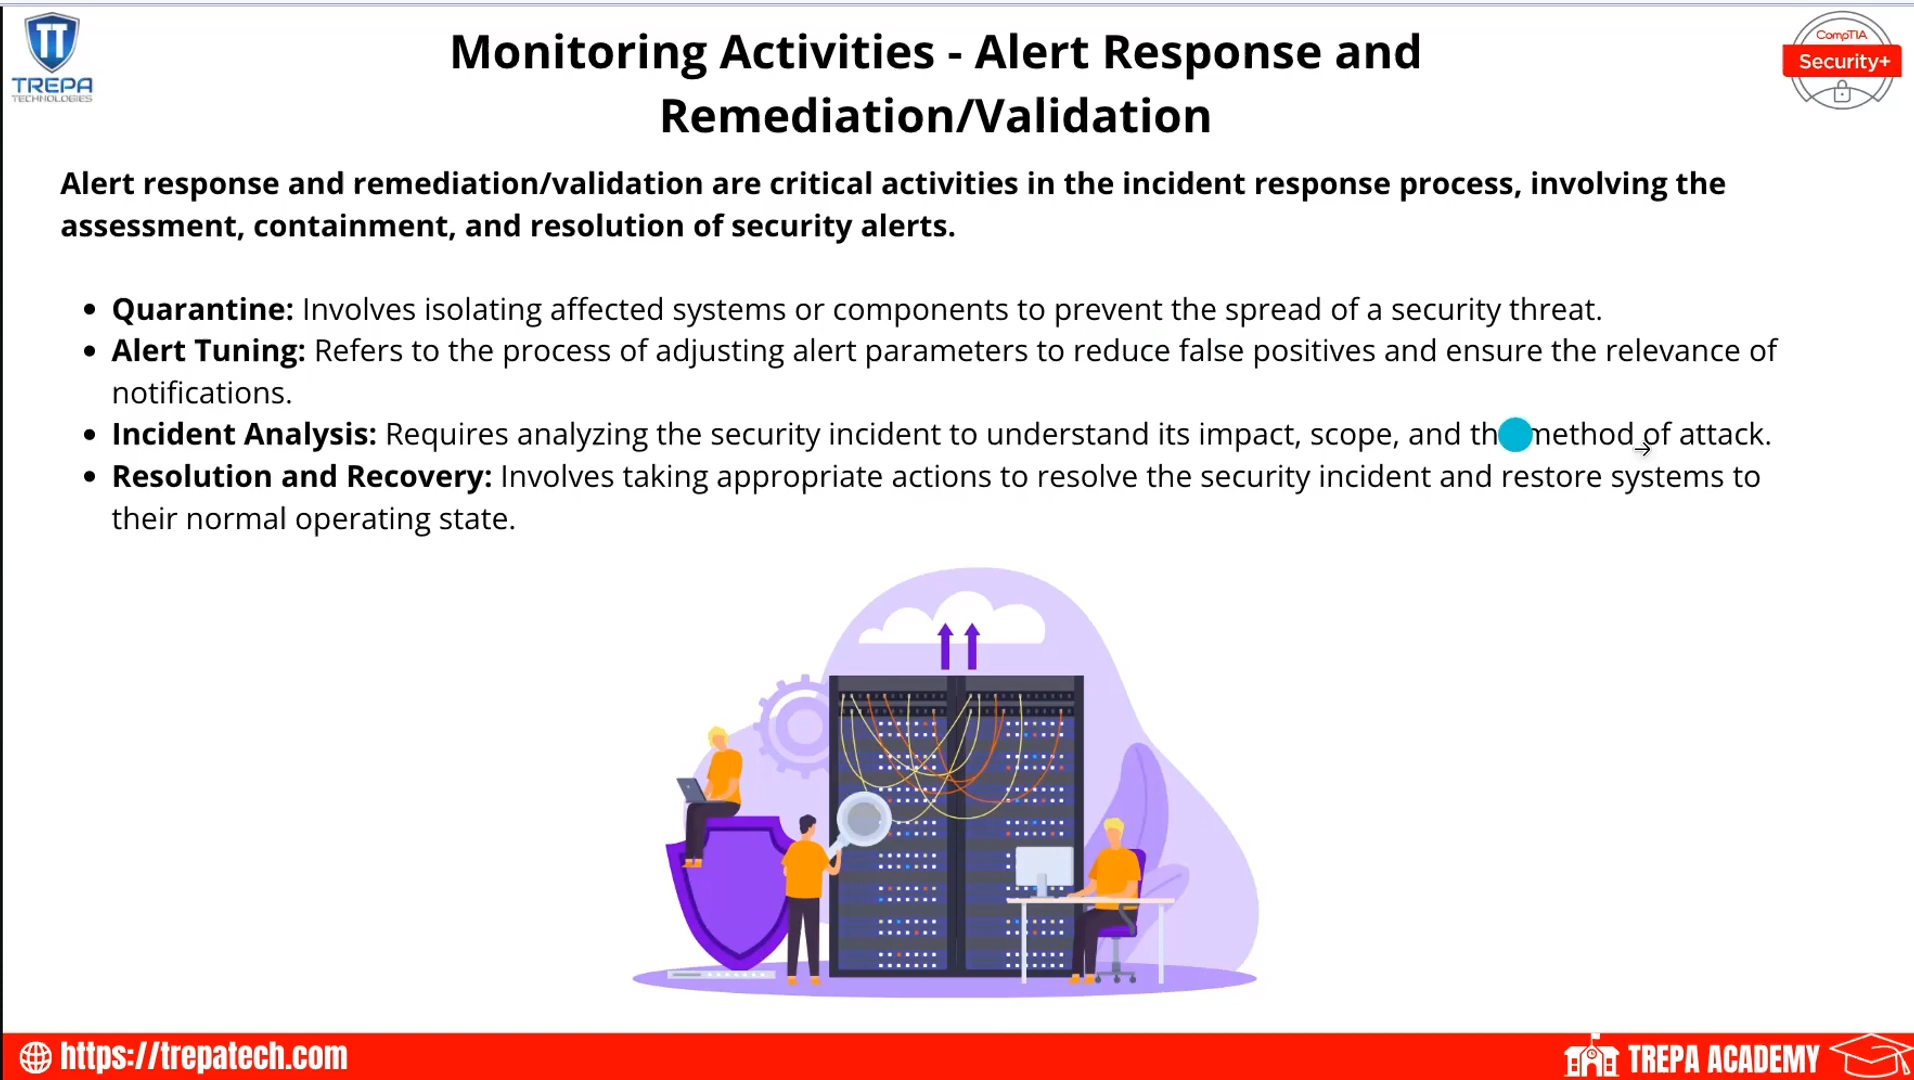 TT
TREPA
TECHNOLOGIES
Monitoring Activities - Alert Response and
Remediation/Validation
CompTIA
Security+
Alert response and remediation/validation are critical activities in the incident response process, involving the
assessment, containment, and resolution of security alerts.
• Quarantine: Involves isolating affected systems or components to prevent the spread of a security threat.
• Alert Tuning: Refers to the process of adjusting alert parameters to reduce false positives and ensure the relevance of
notifications.
• Incident Analysis: Requires analyzing the security incident to understand its impact, scope, and the method of attack.
• Resolution and Recovery: Involves taking appropriate actions to resolve the security incident and restore systems to
their normal operating state.
https://trepatech.com
TREPA ACADEMY